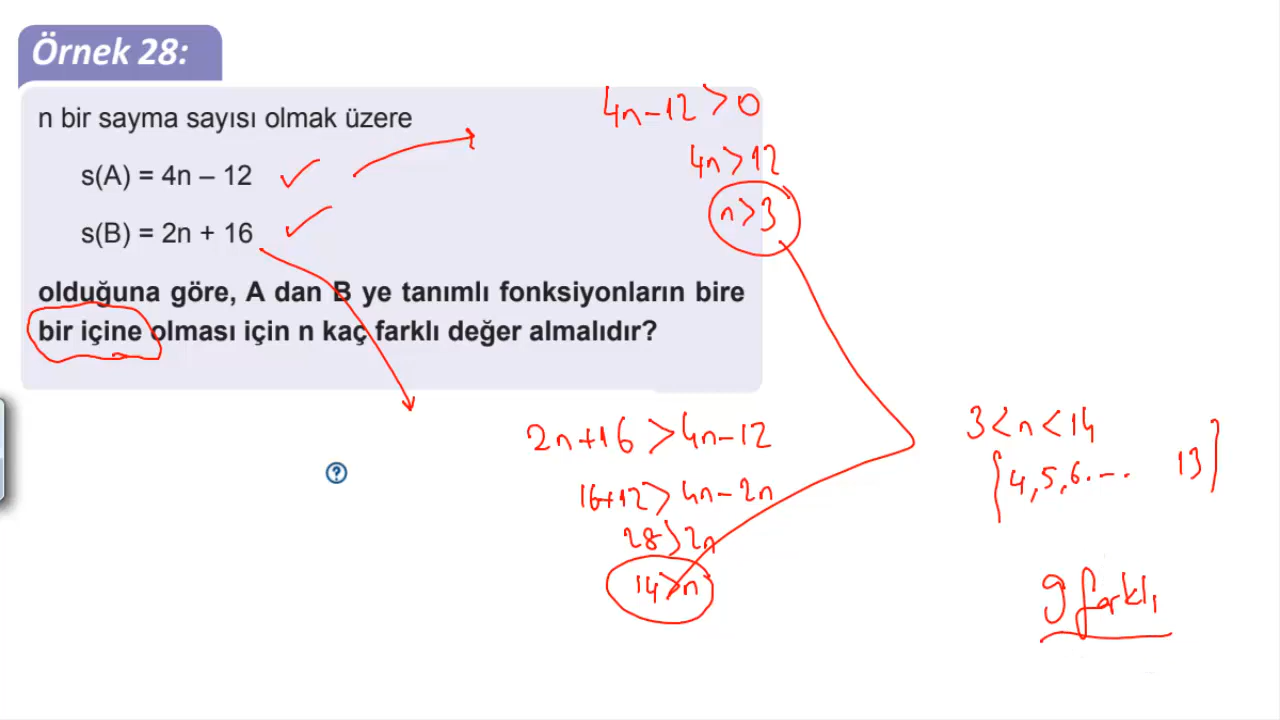 Örnek 28:
n bir sayma sayısı olmak üzere
s(A) = 4n – 12
s(B) = 2n + 16
olduğuna göre, A dan B ye tanımlı fonksiyonların bire
bir içine olması için n kaç farklı değer almalıdır?
4n-12>0
4n>12
n>3
2n+16>4n-12
16+12>4n-2n
28>2n
14>n
3<n<14
{4,5,6.... 13}
9 farklı
?